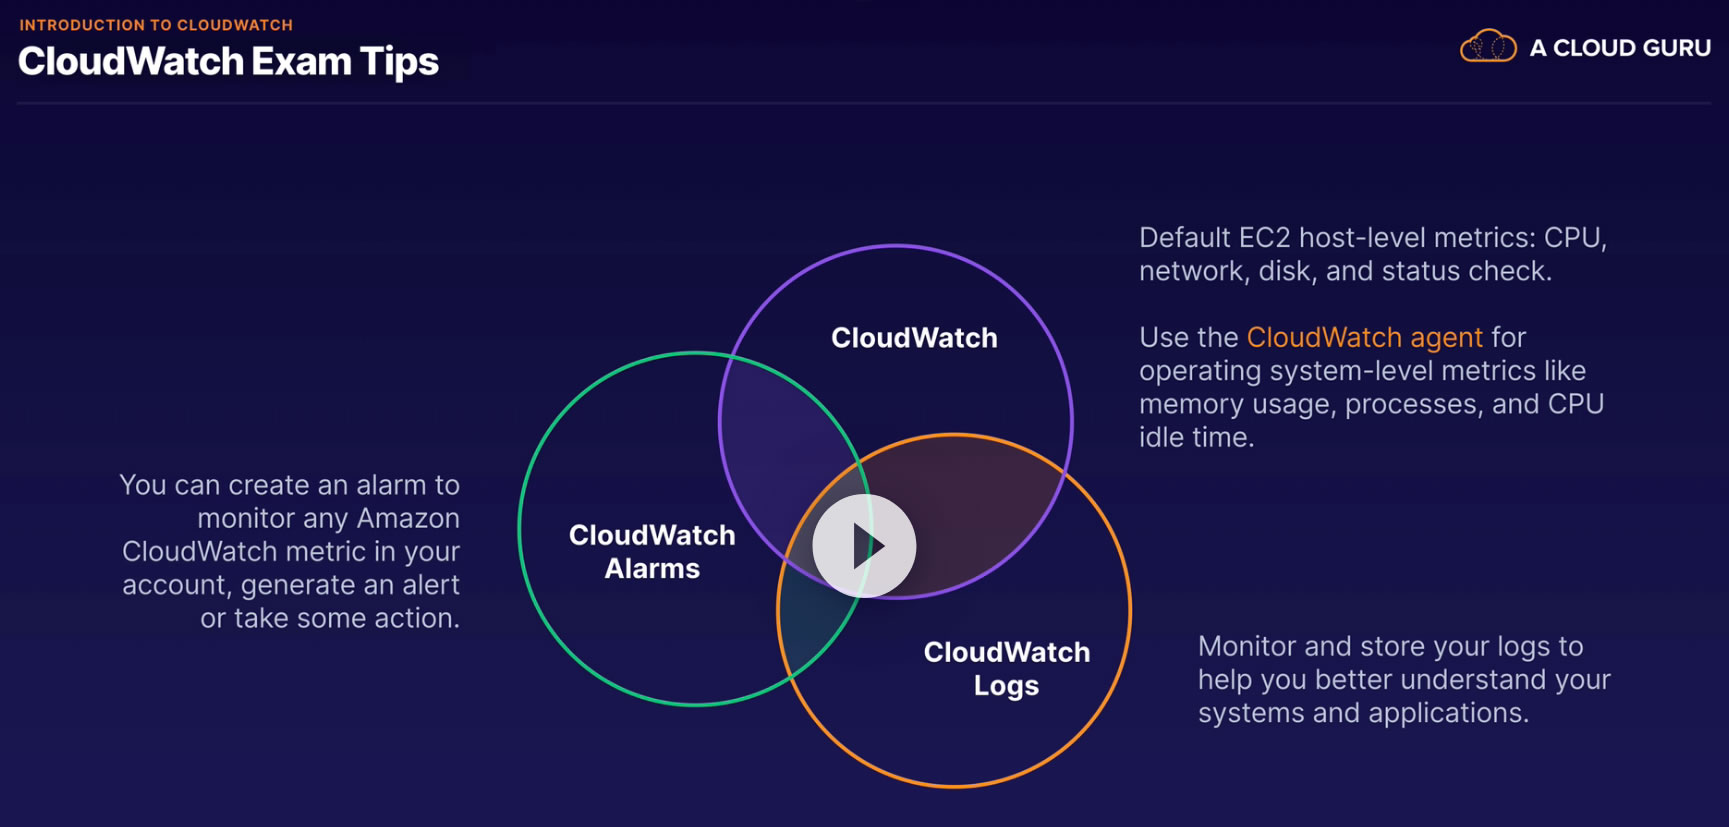 INTRODUCTION TO CLOUDWATCH
CloudWatch Exam Tips
A CLOUD GURU
Default EC2 host-level metrics: CPU,
network, disk, and status check.
CloudWatch
Use the CloudWatch agent for
operating system-level metrics like
memory usage, processes, and CPU
idle time.
You can create an alarm to
monitor any Amazon
CloudWatch metric in your
account, generate an alert
or take some action.
CloudWatch
Alarms
CloudWatch
Logs
Monitor and store your logs to
help you better understand your
systems and applications.